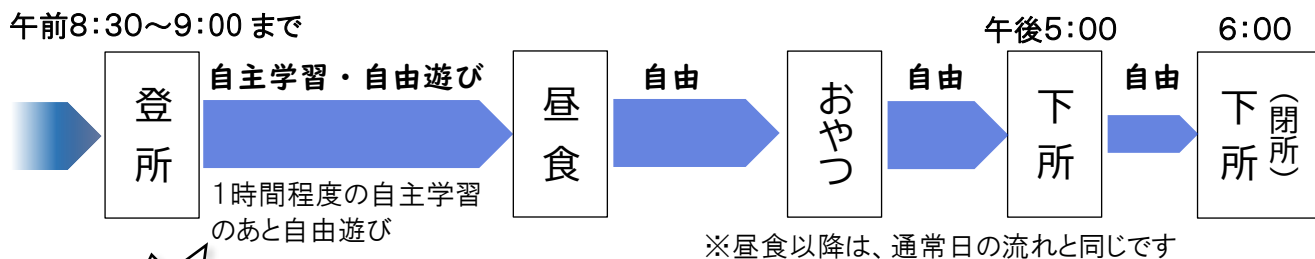 午前8:30～9:00 まで
登所
自主学習・自由遊び
1時間程度の自主学習
のあと自由遊び
昼食
自由
おやつ
自由
午後5:00
下所
自由
6:00
下所
（閉所）
※昼食以降は、通常日の流れと同じです